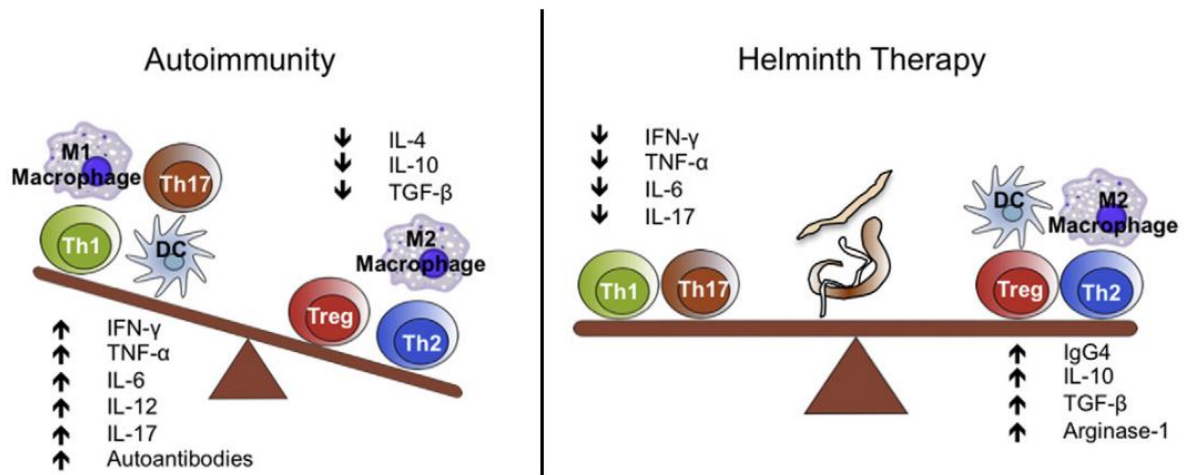 Autoimmunity
M1
Macrophage
Th17
Th1
DC
IL-4
IL-10
TGF-β
M2
Macrophage
Treg
Th2
IFN-γ
TNF-α
IL-6
IL-12
IL-17
Autoantibodies
Helminth Therapy
IFN-γ
TNF-α
IL-6
IL-17
Th1
Th17
DC
M2
Macrophage
Treg
Th2
IgG4
IL-10
TGF-β
Arginase-1